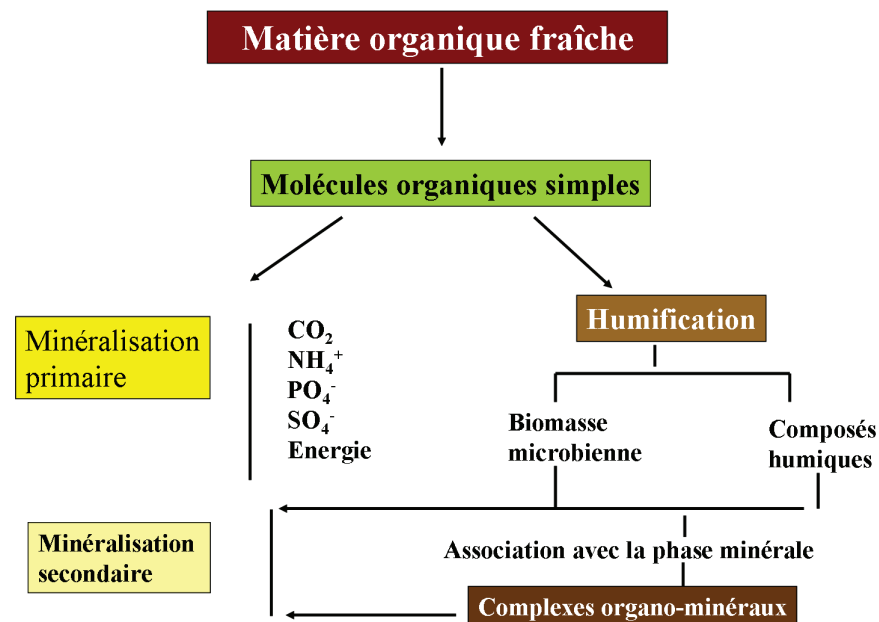 Matière organique fraîche
Molécules organiques simples
Minéralisation
primaire
CO₂
NH₄⁺
PO₄⁻
SO₄⁻
Energie
Humification
Biomasse
microbienne
Composés
humiques
Minéralisation
secondaire
Association avec la phase minérale
Complexes organo-minéraux